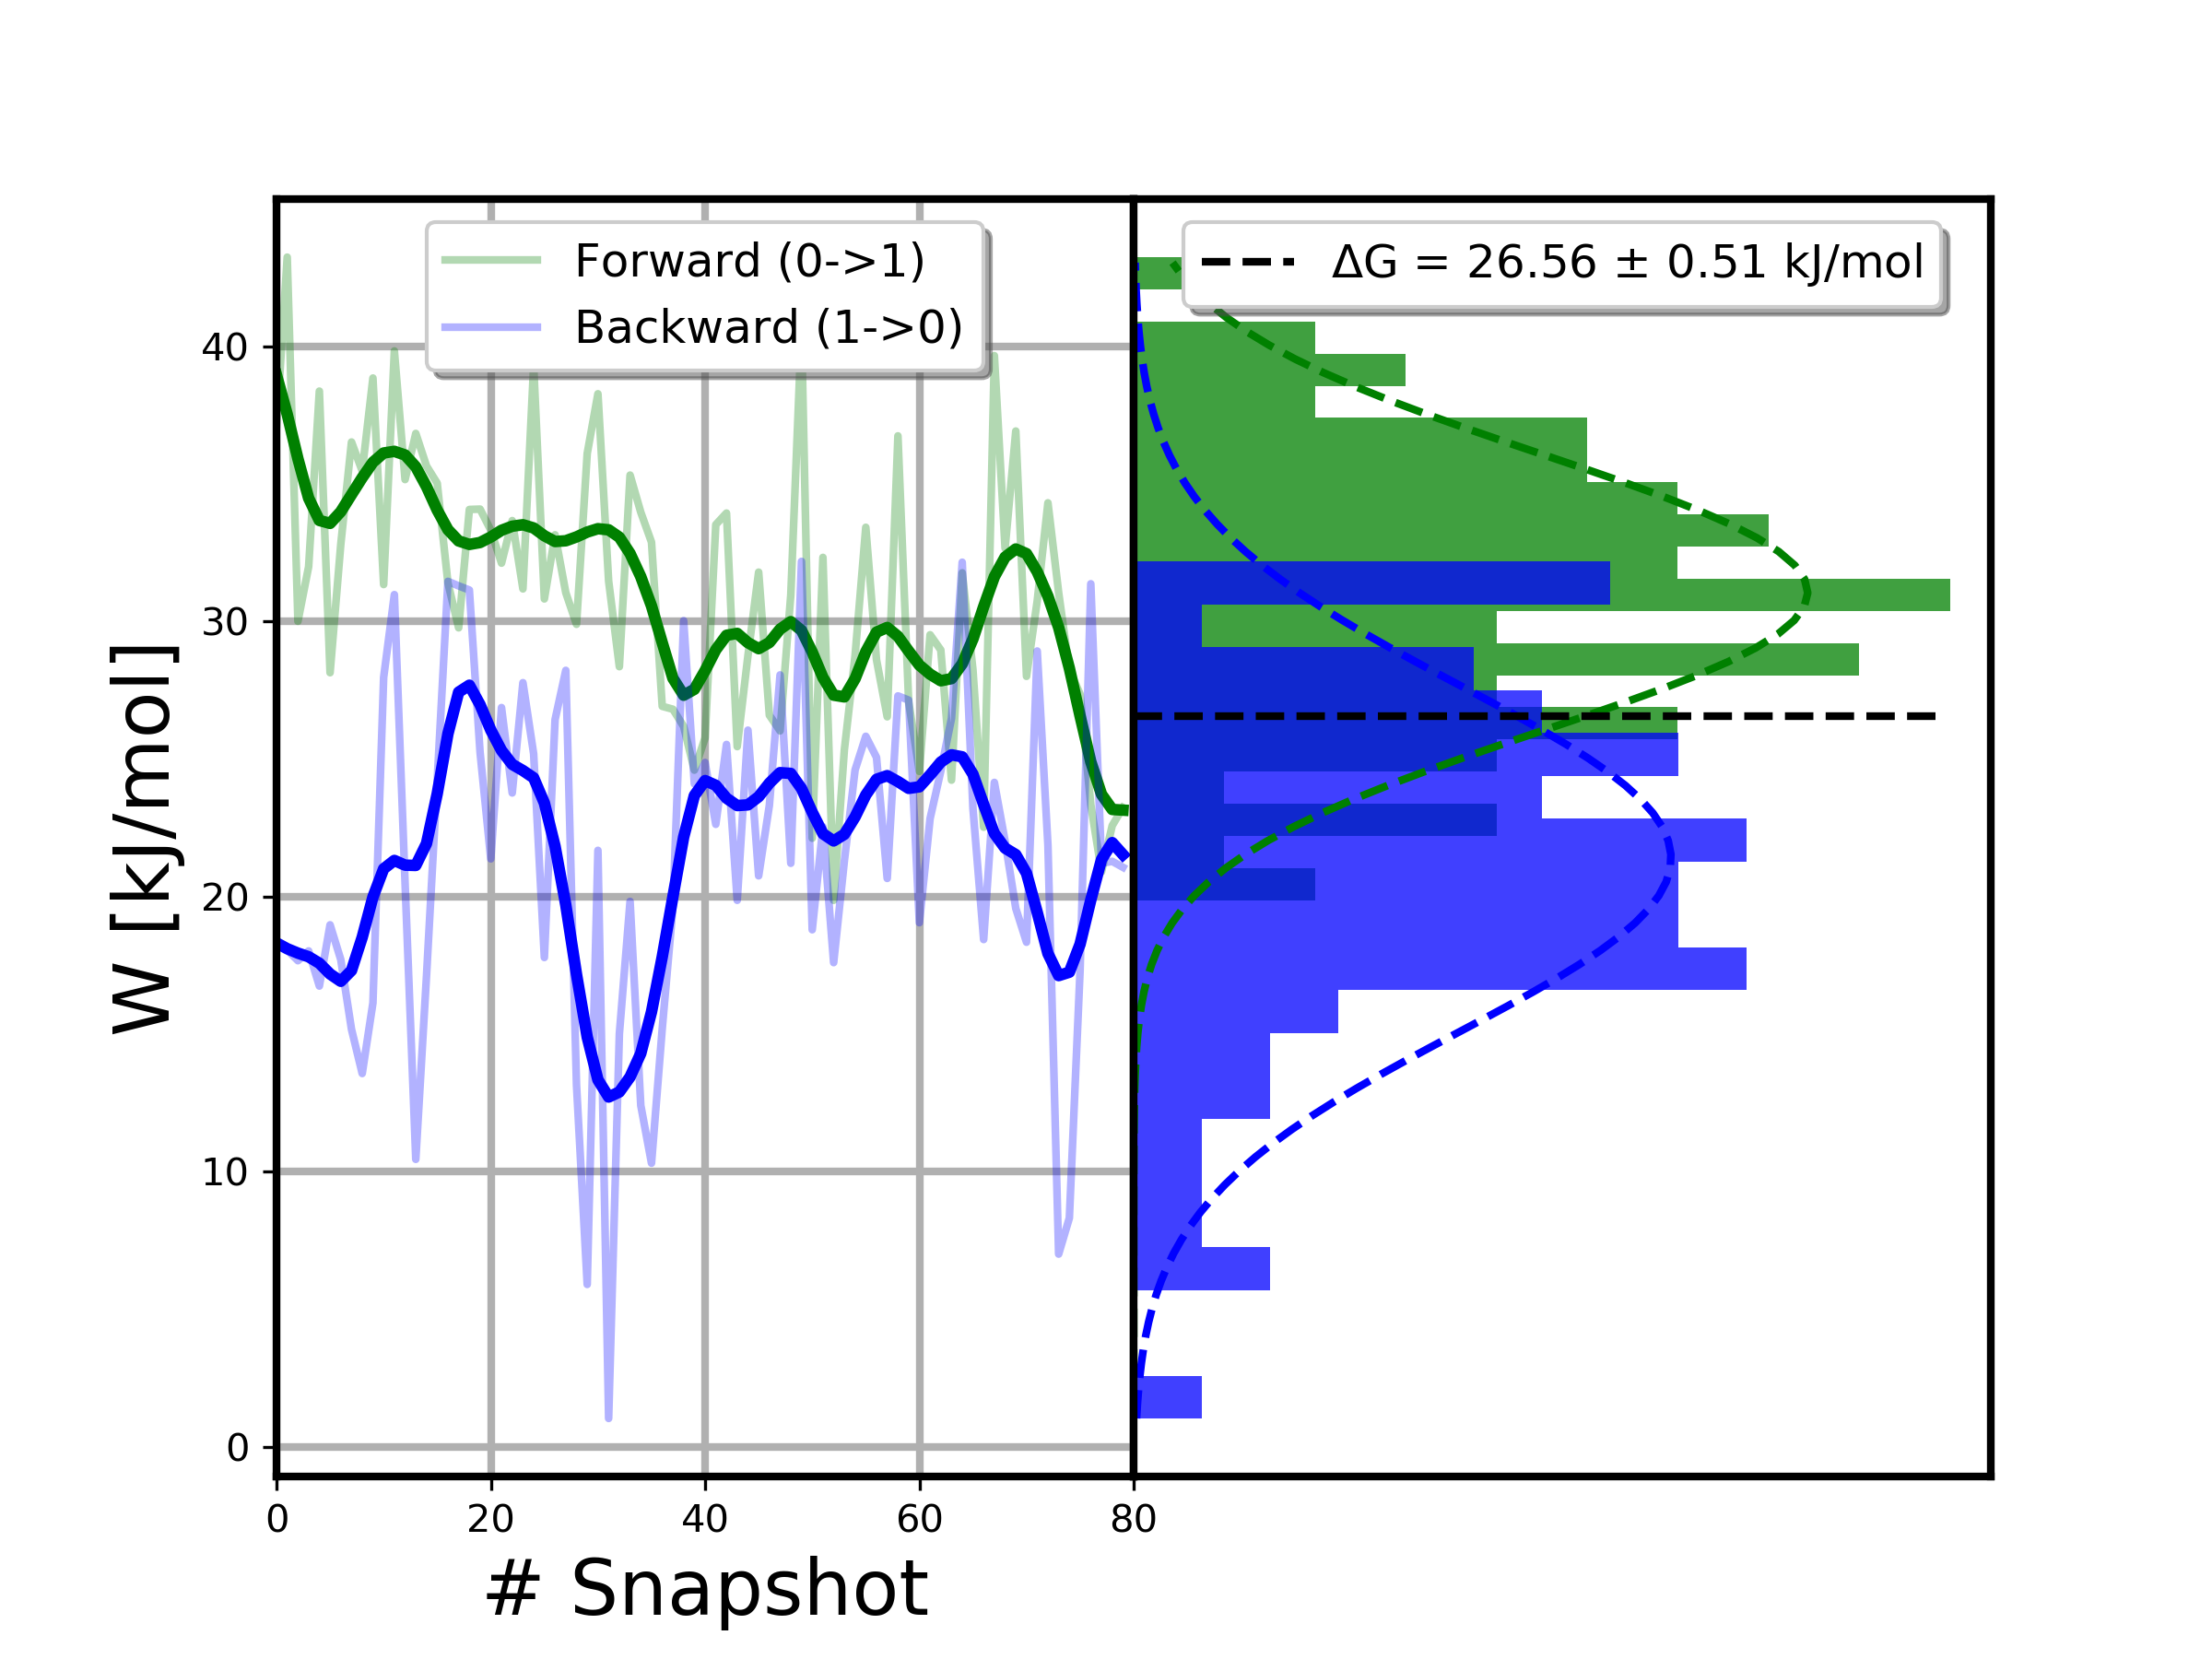 Forward (0->1)
Backward (1->0)
ΔG = 26.56 ± 0.51 kJ/mol
W [kJ/mol]
40
30
20
10
0
0 20 40 60 80
# Snapshot